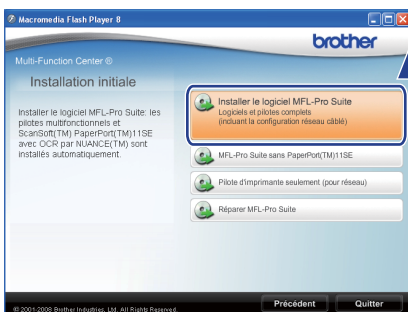 Macromedia Flash Player 8
brother
Multi-Function Center ®
Installation initiale
Installer le logiciel MFL-Pro Suite: les
pilotes multifonctionnels et
ScanSoft(TM) PaperPort(TM)11SE
avec OCR par NUANCE(TM) sont
installés automatiquement.
Installer le logiciel MFL-Pro Suite
Logiciels et pilotes complets
(incluant la configuration réseau câblé)
MFL-Pro Suite sans PaperPort(TM)11SE
Pilote d'imprimante seulement (pour réseau)
Réparer MFL-Pro Suite
© 2001-2008 Brother Industries, Ltd. All Rights Reserved.
Précédent
Quitter